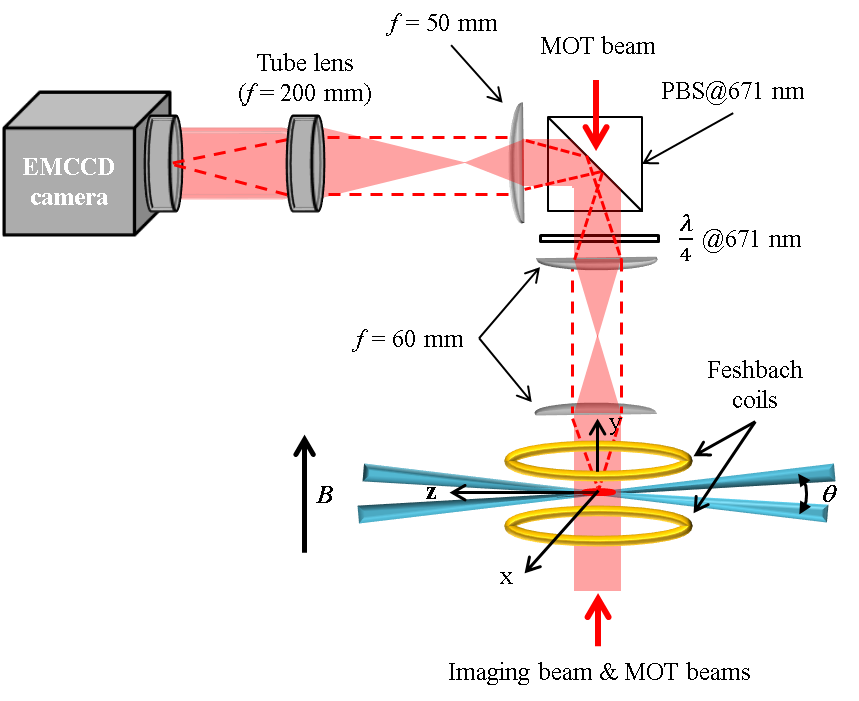 f = 50 mm
MOT beam
Tube lens
(f = 200 mm)
PBS@671 nm
EMCCD
camera
λ/4 @671 nm
f = 60 mm
Feshbach
coils
y
B
z
θ
x
Imaging beam & MOT beams